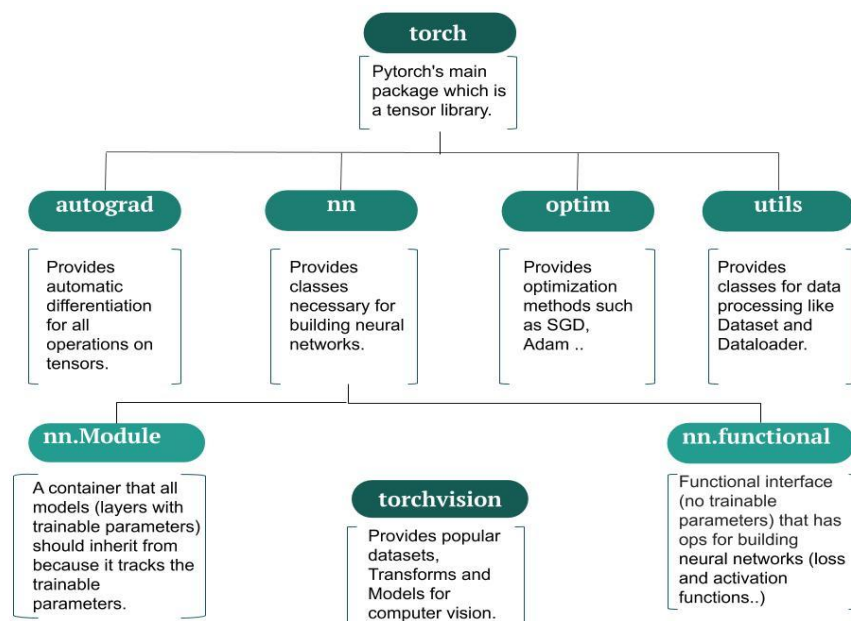 torch
Pytorch's main
package which is
a tensor library.
autograd
nn
optim
utils
Provides
automatic
differentiation
for all
operations on
tensors.
Provides
classes
necessary for
building neural
networks.
Provides
optimization
methods such
as SGD,
Adam ..
Provides
classes for data
processing like
Dataset and
Dataloader.
nn.Module
A container that all
models (layers with
trainable parameters)
should inherit from
because it tracks the
trainable
parameters.
torchvision
Provides popular
datasets,
Transforms and
Models for
computer vision.
nn.functional
Functional interface
(no trainable
parameters) that has
ops for building
neural networks (loss
and activation
functions..)